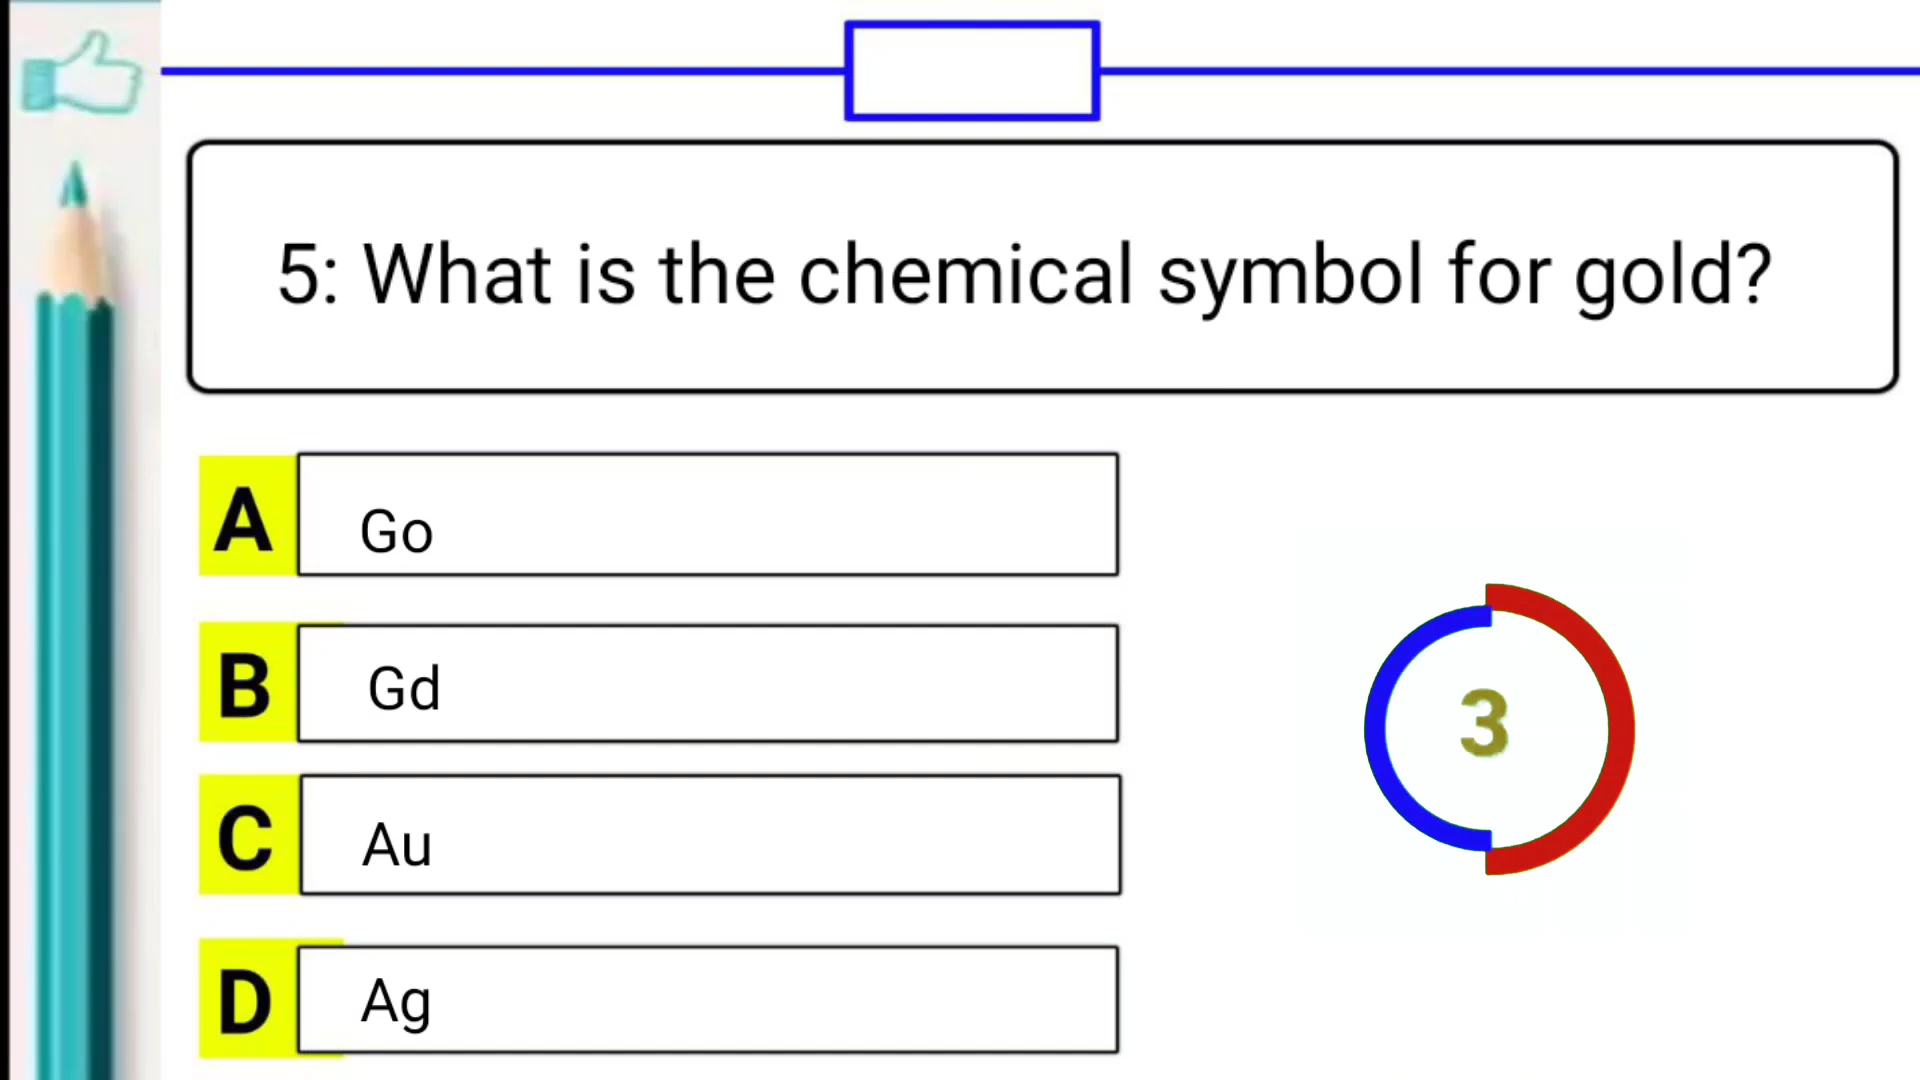 5: What is the chemical symbol for gold?
A Go
B Gd
3
C Au
D Ag